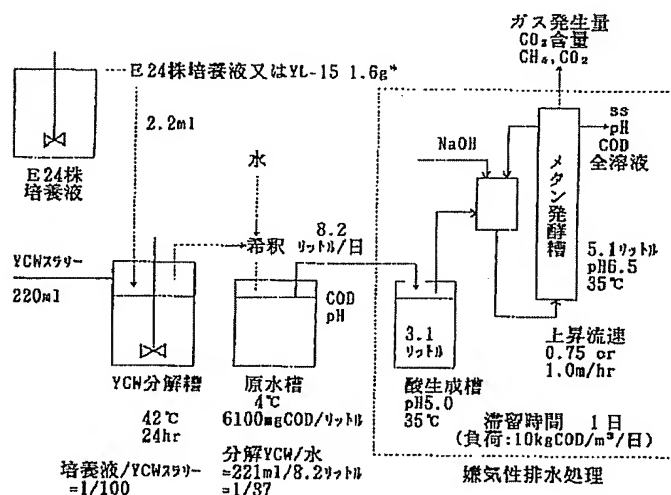 ガス発生量
CO₂含量
CH₄,CO₂
E24株培養液又はYL-15 1.6g*
2.2ml
E24株
培養液
水
NaOH
ss
pH
COD
全溶液
メタン発酵槽
8.2
リットル/日
希釈
YCWスラリー
220ml
COD
pH
5.1リットル
pH6.5
35℃
3.1
リットル
上昇流速
0.75 or
1.0m/hr
YCW分解槽
42℃
24hr
原水槽
4℃
6100mgCOD/リットル
酸生成槽
pH5.0
35℃
滞留時間 1日
(負荷:10kgCOD/m³/日)
培養液/YCWスラリー
=1/100
分解YCW/水
=221ml/8.2リットル
=1/37
嫌気性排水処理